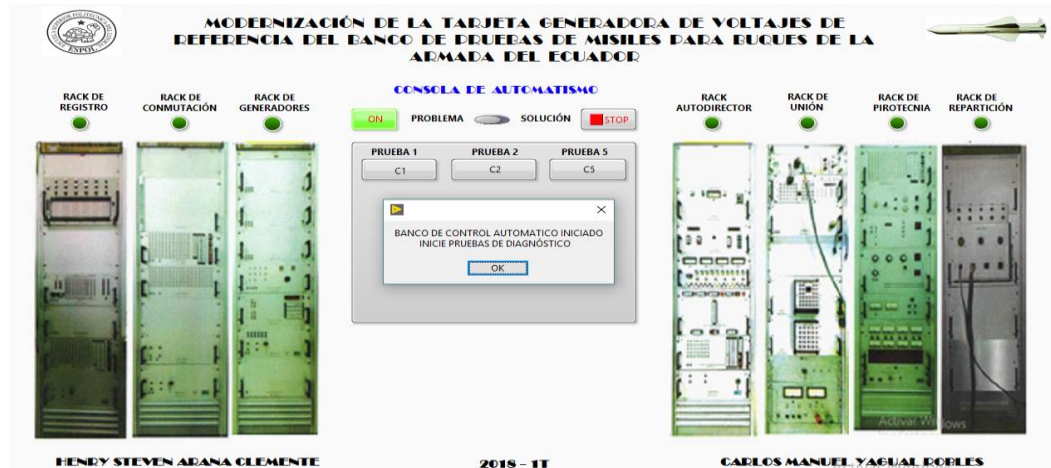 MODERNIZACIÓN DE LA TARJETA GENERADORA DE VOLTAJES DE
REFERENCIA DEL BANCO DE PRUEBAS DE MISILES PARA BUQUES DE LA
ARMADA DEL ECUADOR
ESPOL
CONSOLA DE AUTOMATISMO
RACK DE
REGISTRO
RACK DE
CONMUTACIÓN
RACK DE
GENERADORES
ON PROBLEMA SOLUCIÓN STOP
RACK
AUTODIRECTOR
RACK DE
UNIÓN
RACK DE
PIROTECNIA
RACK DE
REPARTICIÓN
PRUEBA 1 PRUEBA 2 PRUEBA 5
C1 C2 C5
BANCO DE CONTROL AUTOMATICO INICIADO
INICIE PRUEBAS DE DIAGNÓSTICO
OK
Activar Windows
HENRY STEVEN ARANA CLEMENTE
2018 – 1T
CARLOS MANUEL YAGUAL ROBLES